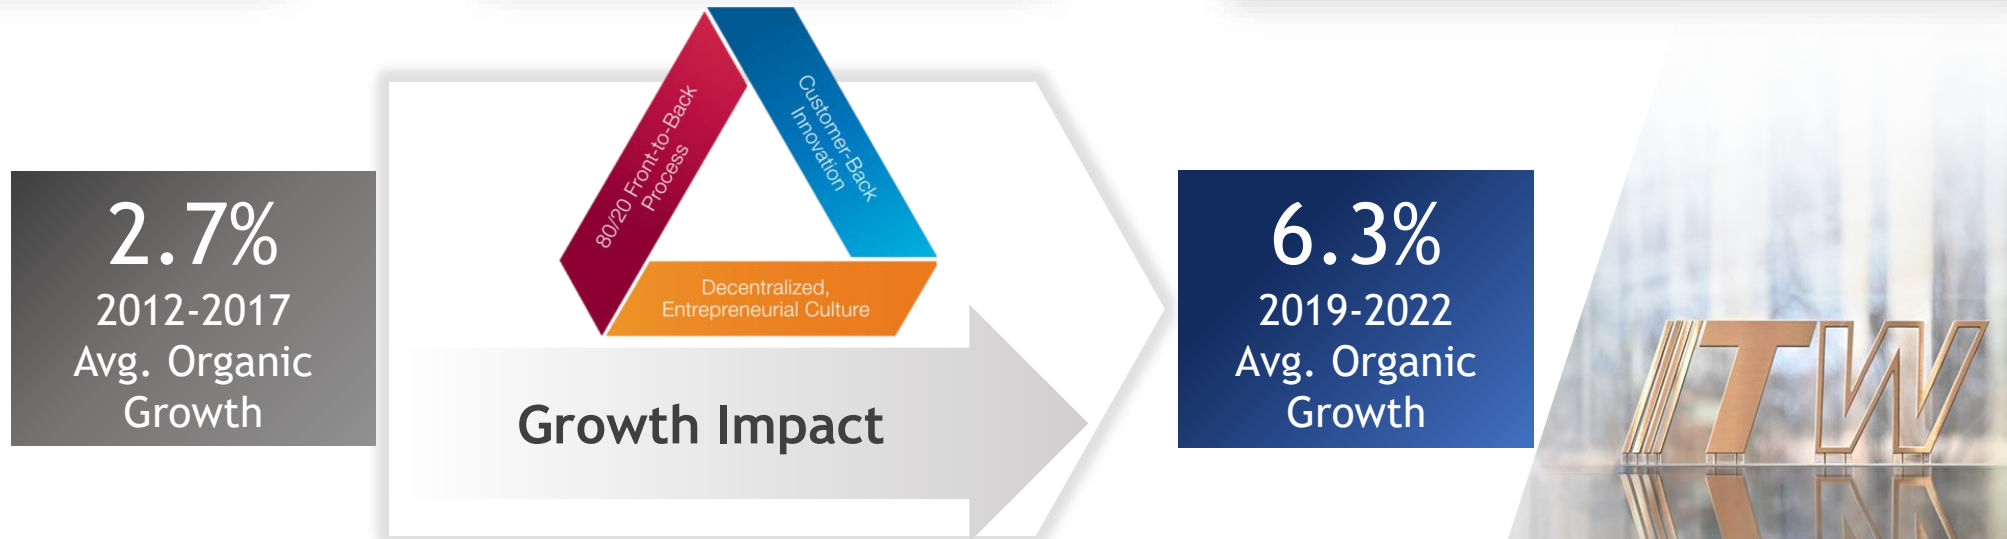 2.7%
2012-2017
Avg. Organic
Growth
80/20 Front-to-Back
Process
Customer-Back
Innovation
Decentralized,
Entrepreneurial Culture
Growth Impact
6.3%
2019-2022
Avg. Organic
Growth
ITW